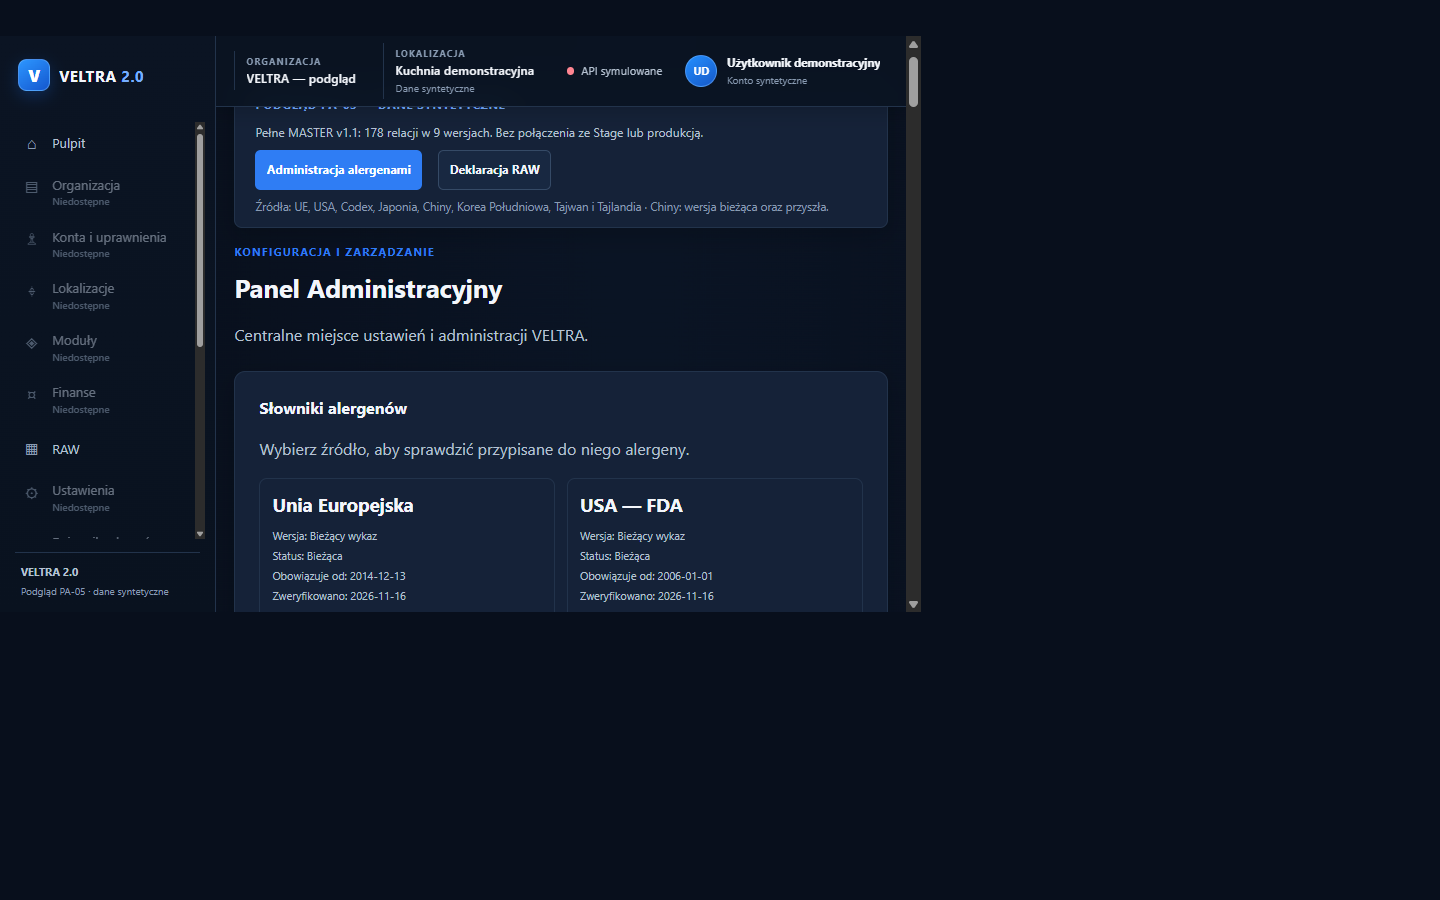 V VELTRA 2.0
Pulpit
Organizacja
Niedostępne
Konta i uprawnienia
Niedostępne
Lokalizacje
Niedostępne
Moduły
Niedostępne
Finanse
Niedostępne
RAW
Ustawienia
Niedostępne
VELTRA 2.0
Podgląd PA-05 · dane syntetyczne
ORGANIZACJA
VELTRA — podgląd
LOKALIZACJA
Kuchnia demonstracyjna
Dane syntetyczne
API symulowane
UD
Użytkownik demonstracyjny
Konto syntetyczne
Pełne MASTER v1.1: 178 relacji w 9 wersjach. Bez połączenia ze Stage lub produkcją.
Administracja alergenami
Deklaracja RAW
Źródła: UE, USA, Codex, Japonia, Chiny, Korea Południowa, Tajwan i Tajlandia · Chiny: wersja bieżąca oraz przyszła.
KONFIGURACJA I ZARZĄDZANIE
Panel Administracyjny
Centralne miejsce ustawień i administracji VELTRA.
Słowniki alergenów
Wybierz źródło, aby sprawdzić przypisane do niego alergeny.
Unia Europejska
Wersja: Bieżący wykaz
Status: Bieżąca
Obowiązuje od: 2014-12-13
Zweryfikowano: 2026-11-16
USA — FDA
Wersja: Bieżący wykaz
Status: Bieżąca
Obowiązuje od: 2006-01-01
Zweryfikowano: 2026-11-16